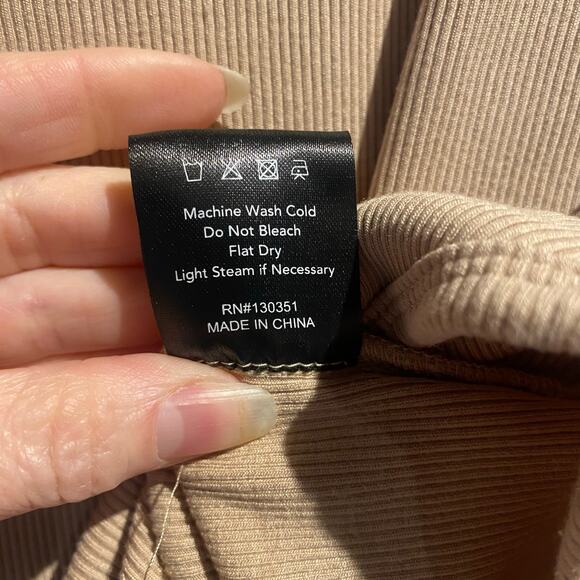 Machine Wash Cold
Do Not Bleach
Flat Dry
Light Steam if Necessary
RN#130351
MADE IN CHINA